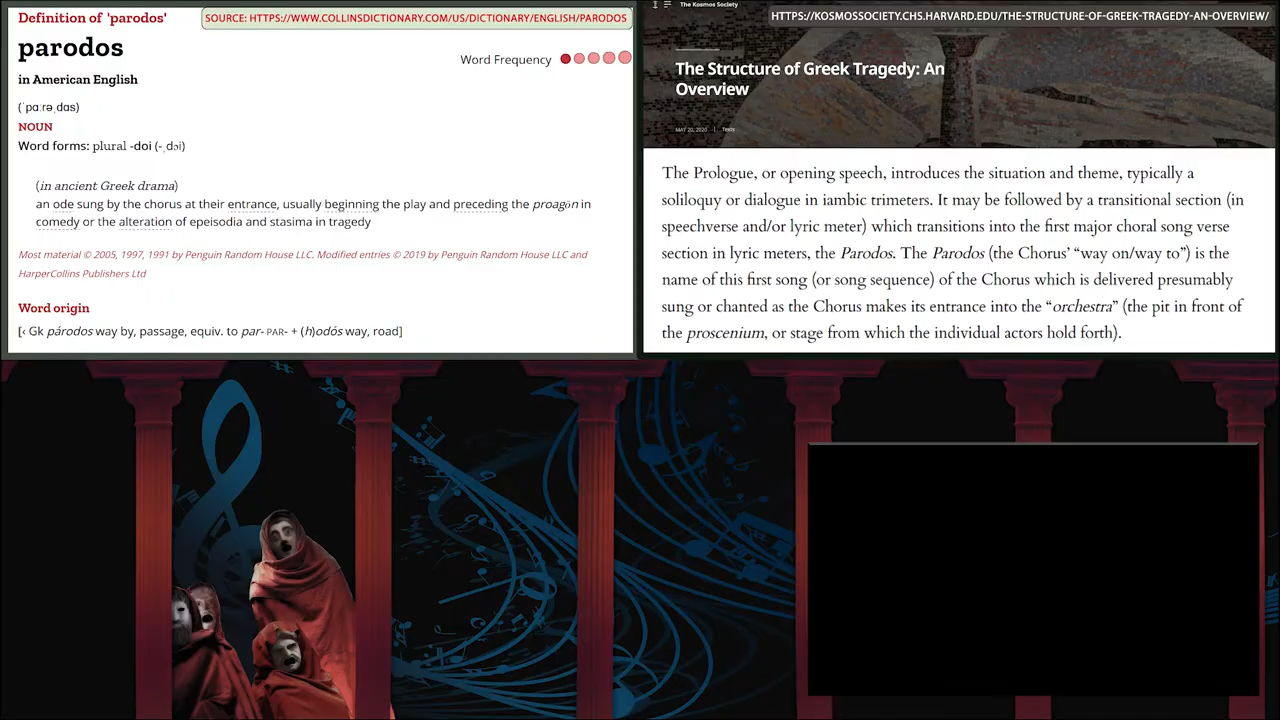 Definition of 'parodos'
SOURCE: HTTPS://WWW.COLLINSDICTIONARY.COM/US/DICTIONARY/ENGLISH/PARODOS
parodos
Word Frequency
in American English
(ˈpɑːrəˌdɑs)
NOUN
Word forms: plural -doi (-ˌdɔi)
(in ancient Greek drama)
an ode sung by the chorus at their entrance, usually beginning the play and preceding the proagōn in
comedy or the alteration of epeisodia and stasima in tragedy
Most material © 2005, 1997, 1991 by Penguin Random House LLC. Modified entries © 2019 by Penguin Random House LLC and
HarperCollins Publishers Ltd
Word origin
[‹ Gk párodos way by, passage, equiv. to par- PAR- + (h)odós way, road]
The Kosmos Society
HTTPS://KOSMOSSOCIETY.CHS.HARVARD.EDU/THE-STRUCTURE-OF-GREEK-TRAGEDY-AN-OVERVIEW/
The Structure of Greek Tragedy: An
Overview
MAY 20, 2020 | Texts
The Prologue, or opening speech, introduces the situation and theme, typically a
soliloquy or dialogue in iambic trimeters. It may be followed by a transitional section (in
speechverse and/or lyric meter) which transitions into the first major choral song verse
section in lyric meters, the Parodos. The Parodos (the Chorus' "way on/way to") is the
name of this first song (or song sequence) of the Chorus which is delivered presumably
sung or chanted as the Chorus makes its entrance into the "orchestra" (the pit in front of
the proscenium, or stage from which the individual actors hold forth).